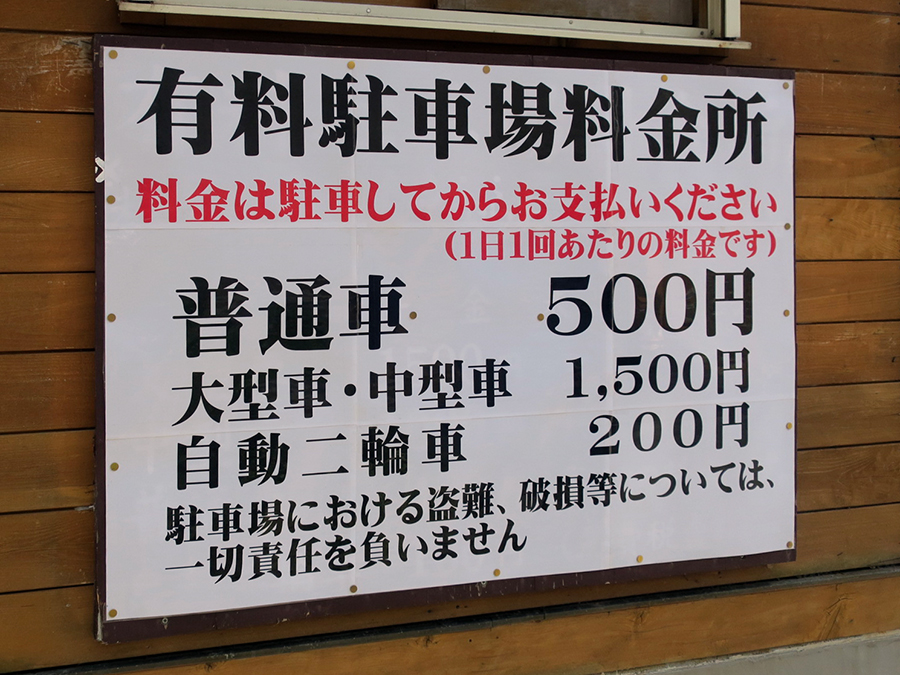 有料駐車場料金所
料金は駐車してからお支払いください
(1日1回あたりの料金です)
普通車 500円
大型車・中型車 1,500円
自動二輪車 200円
駐車場における盗難、破損等については、
一切責任を負いません